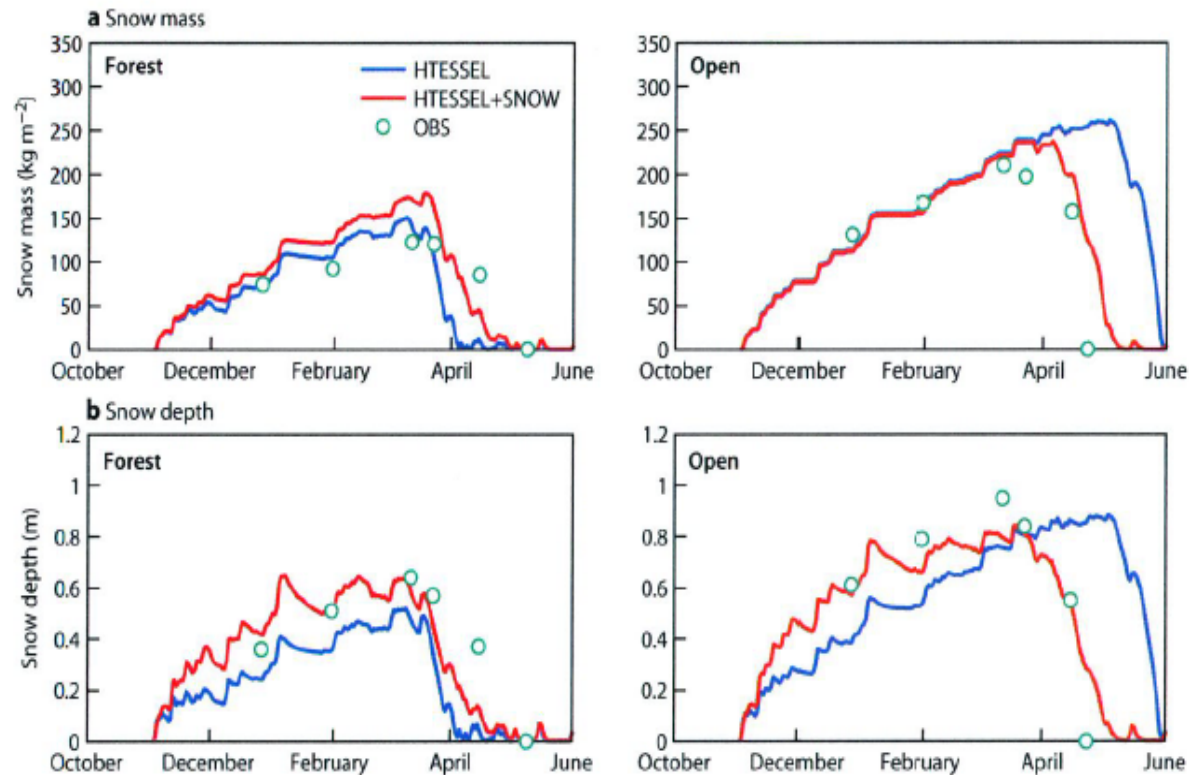 a Snow mass
Snow mass (kg m⁻²)
350
300
250
200
150
100
50
0
Forest
HTESSEL
HTESSEL+SNOW
OBS
October December February April June
350
300
250
200
150
100
50
0
Open
October December February April June
b Snow depth
Snow depth (m)
1.2
1
0.8
0.6
0.4
0.2
0
Forest
October December February April June
1.2
1
0.8
0.6
0.4
0.2
0
Open
October December February April June